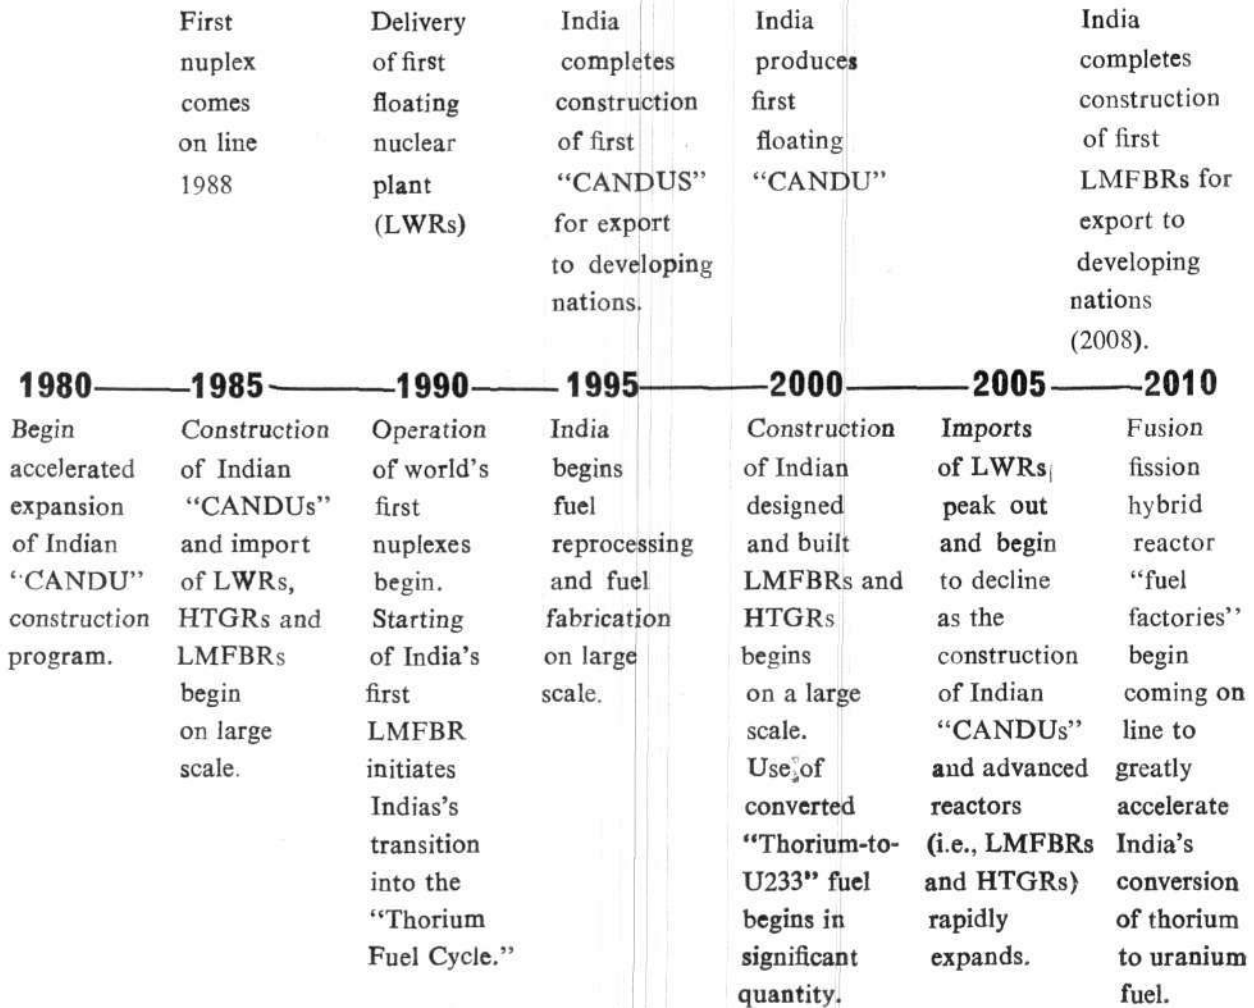 First
nuplex
comes
on line
1988
Delivery
of first
floating
nuclear
plant
(LWRs)
India
completes
construction
of first
“CANDUS”
for export
to developing
nations.
India
produces
first
floating
“CANDU”
India
completes
construction
of first
LMFBRs for
export to
developing
nations
(2008).
1980 1985 1990 1995 2000 2005 2010
Begin
accelerated
expansion
of Indian
“CANDU”
construction
program.
Construction
of Indian
“CANDUs”
and import
of LWRs,
HTGRs and
LMFBRs
begin
on large
scale.
Operation
of world's
first
nuplexes
begin.
Starting
of India's
first
LMFBR
initiates
Indias's
transition
into the
“Thorium
Fuel Cycle.”
India
begins
fuel
reprocessing
and fuel
fabrication
on large
scale.
Construction
of Indian
designed
and built
LMFBRs and
HTGRs
begins
on a large
scale.
Use of
converted
“Thorium-to-
U233” fuel
begins in
significant
quantity.
Imports
of LWRs
peak out
and begin
to decline
as the
construction
of Indian
“CANDUs”
and advanced
reactors
(i.e., LMFBRs
and HTGRs)
rapidly
expands.
Fusion
fission
hybrid
reactor
“fuel
factories”
begin
coming on
line to
greatly
accelerate
India's
conversion
of thorium
to uranium
fuel.